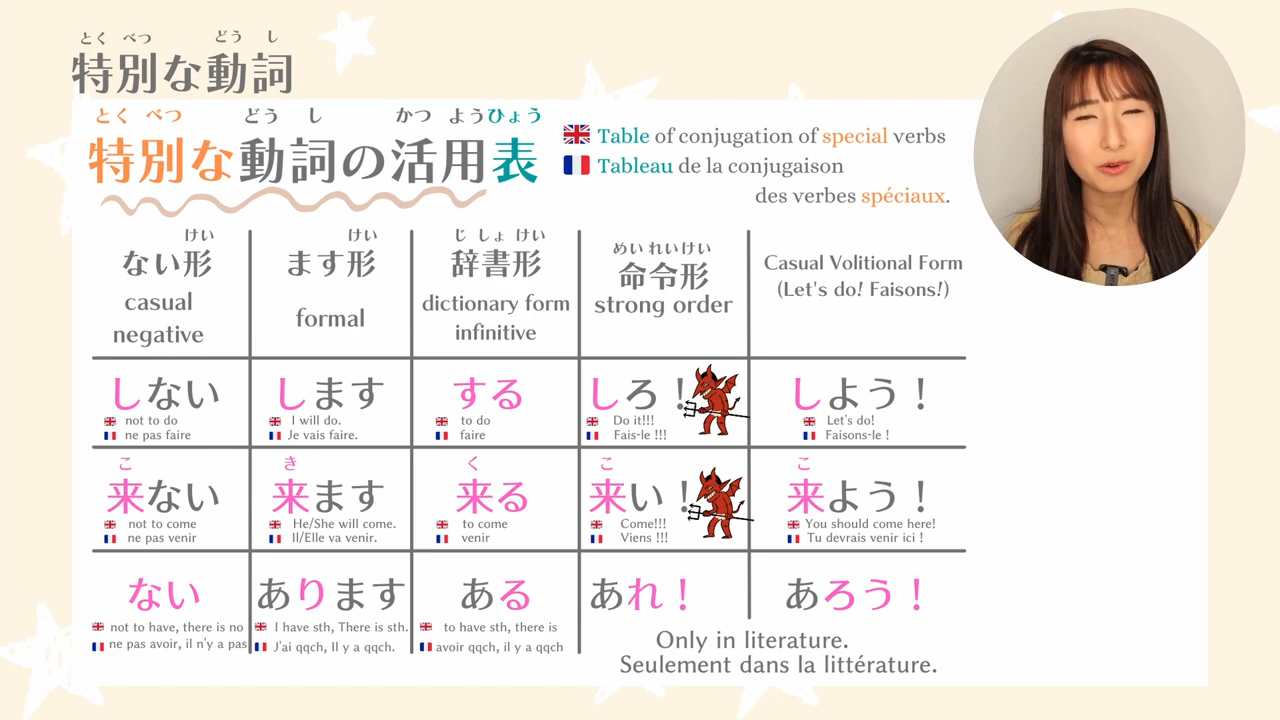 とく べつ どう し
特別な動詞
とく べつ どう し かつ よう ひょう
特別な動詞の活用表
Table of conjugation of special verbs
Tableau de la conjugaison
des verbes spéciaux.
けい
ない形
casual
negative
けい
ます形
formal
じ しょ けい
辞書形
dictionary form
infinitive
めい れい けい
命令形
strong order
Casual Volitional Form
(Let's do! Faisons!)
しない
not to do
ne pas faire
します
I will do.
Je vais faire.
する
to do
faire
しろ！
Do it!!!
Fais-le !!!
しよう！
Let's do!
Faisons-le !
こ
来ない
not to come
ne pas venir
き
来ます
He/She will come.
Il/Elle va venir.
く
来る
to come
venir
こ
来い！
Come!!!
Viens !!!
こ
来よう！
You should come here!
Tu devrais venir ici !
ない
not to have, there is no
ne pas avoir, il n'y a pas
あります
I have sth, There is sth.
J'ai qqch, Il y a qqch.
ある
to have sth, there is
avoir qqch, il y a qqch
あれ！
あろう！
Only in literature.
Seulement dans la littérature.